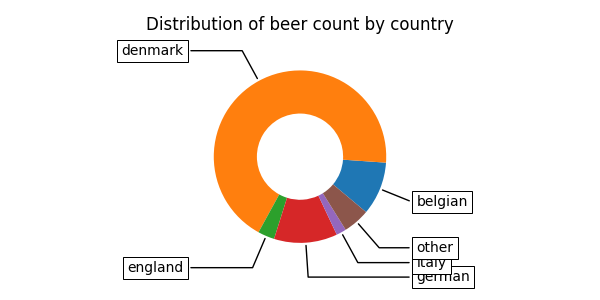 Distribution of beer count by country
denmark
belgian
other
italy
german
england